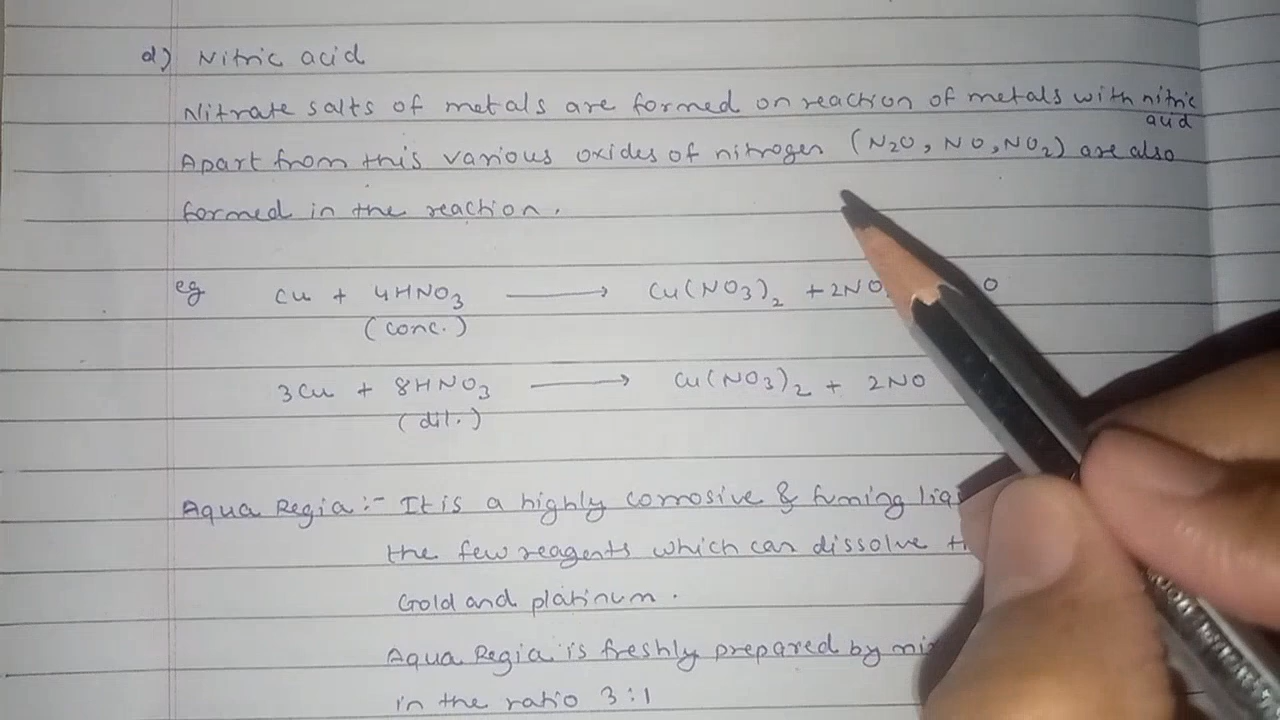 d) Nitric acid
Nitrate salts of metals are formed on reaction of metals with nitric
acid
Apart from this various oxides of nitrogen (N2O, NO, NO2) are also
formed in the reaction.
eg Cu + 4HNO3 ⟶ Cu(NO3)2 + 2NO O
(conc.)
3Cu + 8HNO3 ⟶ Cu(NO3)2 + 2NO
(dil.)
Aqua Regia :- It is a highly corrosive & fuming
the few reagents which can dissolve
Gold and platinum.
Aqua Regia is freshly prepared by
in the ratio 3:1